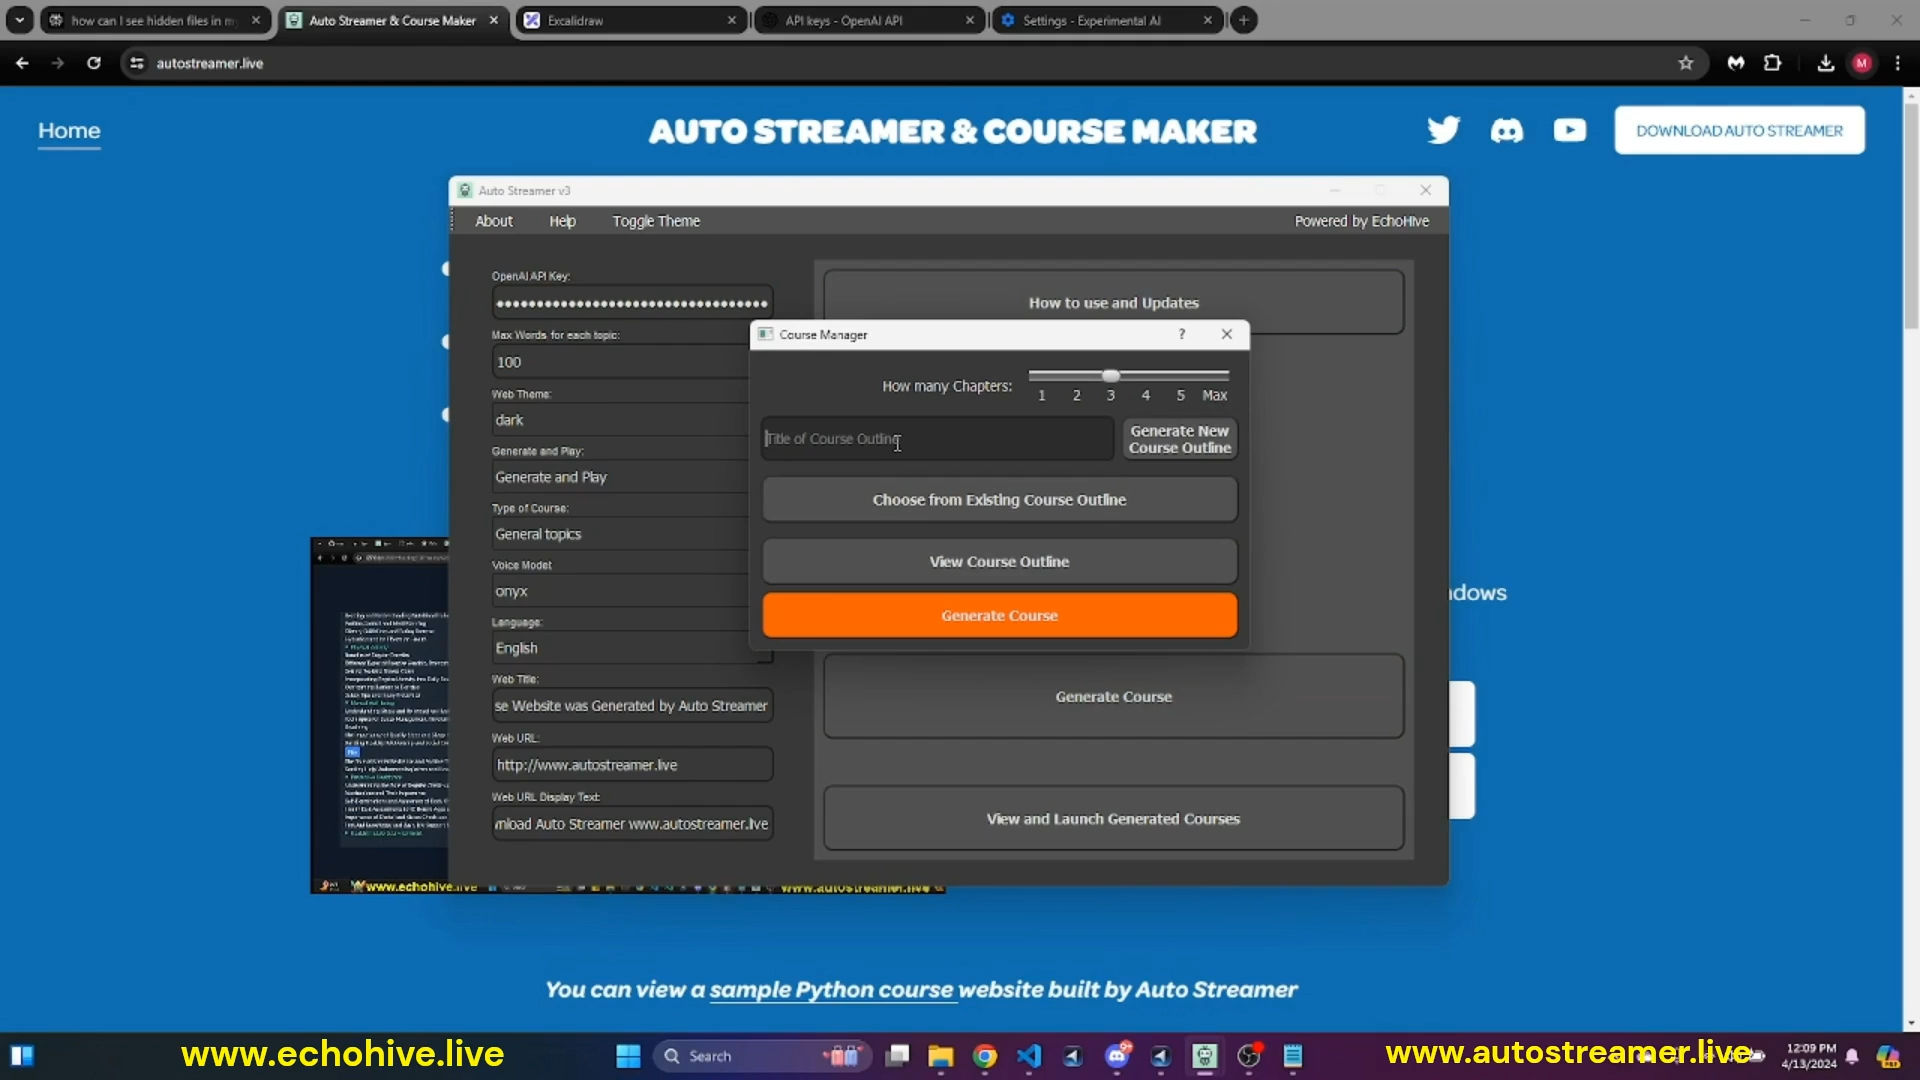 how can I see hidden files in m
Auto Streamer & Course Maker
Excalidraw
API keys - OpenAI API
Settings - Experimental AI
autostreamer.live
M
Home
AUTO STREAMER & COURSE MAKER
DOWNLOAD AUTO STREAMER
Auto Streamer v3
About
Help
Toggle Theme
Powered by EchoHive
OpenAI API Key:
Max Words for each topic:
100
Web Theme:
dark
Generate and Play:
Generate and Play
Type of Course:
General topics
Voice Model:
onyx
Language:
English
Web Title:
se Website was Generated by Auto Streamer
Web URL:
http://www.autostreamer.live
Web URL Display Text:
nload Auto Streamer www.autostreamer.live
How to use and Updates
Course Manager
?
How many Chapters:
1 2 3 4 5 Max
Title of Course Outline
Generate New
Course Outline
Choose from Existing Course Outline
View Course Outline
Generate Course
Generate Course
View and Launch Generated Courses
ndows
www.echohive.live
www.autostreamer.live
You can view a sample Python course website built by Auto Streamer
www.echohive.live
Search
www.autostreamer.live
12:09 PM
4/13/2024